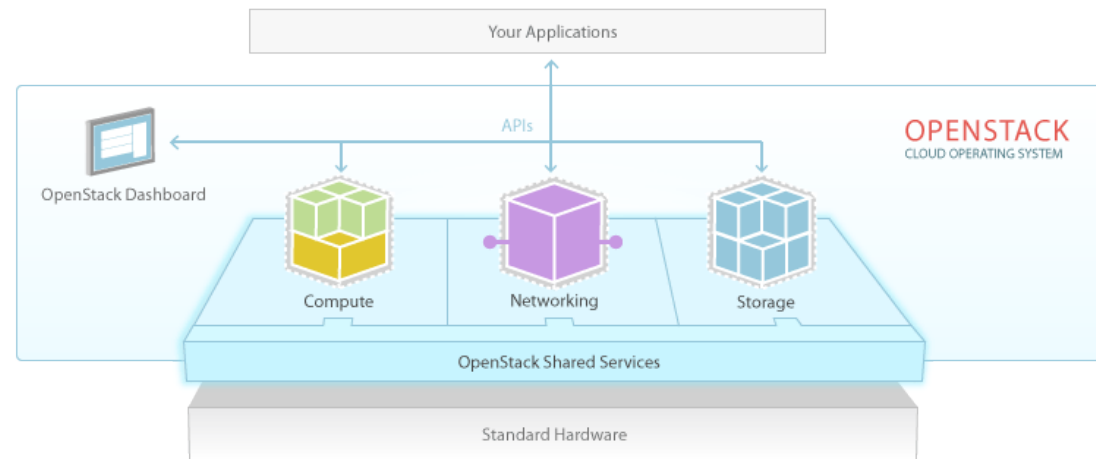 Your Applications
APIs
OPENSTACK
CLOUD OPERATING SYSTEM
OpenStack Dashboard
Compute
Networking
Storage
OpenStack Shared Services
Standard Hardware